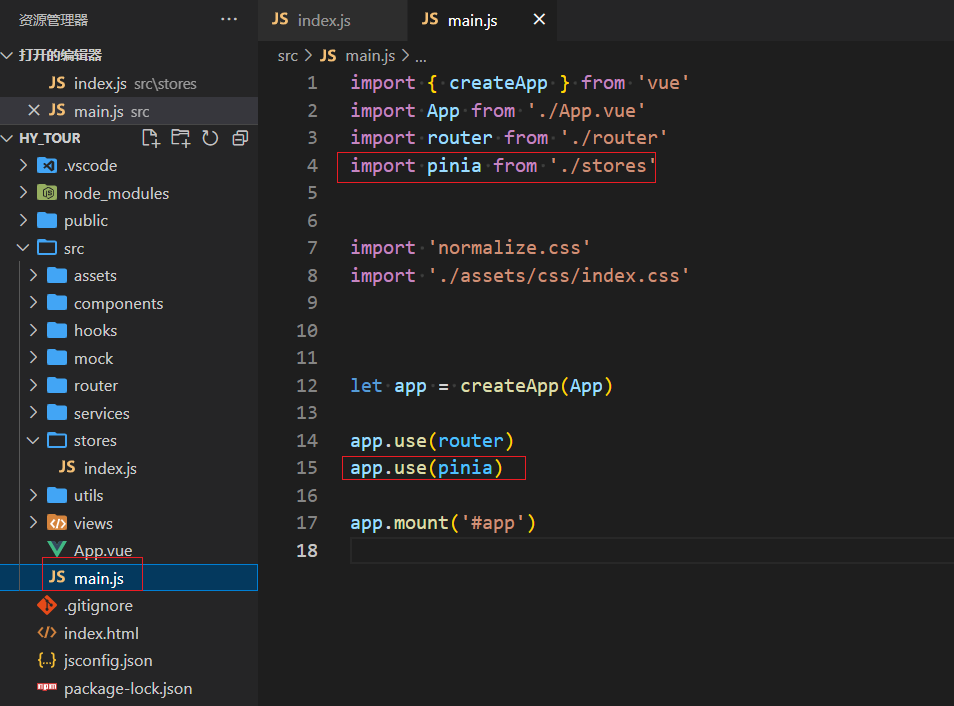 资源管理器
···
打开的编辑器
JS index.js src\stores
× JS main.js src
HY_TOUR
.vscode
node_modules
public
src
assets
components
hooks
mock
router
services
stores
JS index.js
utils
views
App.vue
JS main.js
.gitignore
index.html
jsconfig.json
package-lock.json
JS index.js
JS main.js ×
src > JS main.js > ...
1 import { createApp } from 'vue'
2 import App from './App.vue'
3 import router from './router'
4 import pinia from './stores'
5
6
7 import 'normalize.css'
8 import './assets/css/index.css'
9
10
11
12 let app = createApp(App)
13
14 app.use(router)
15 app.use(pinia)
16
17 app.mount('#app')
18